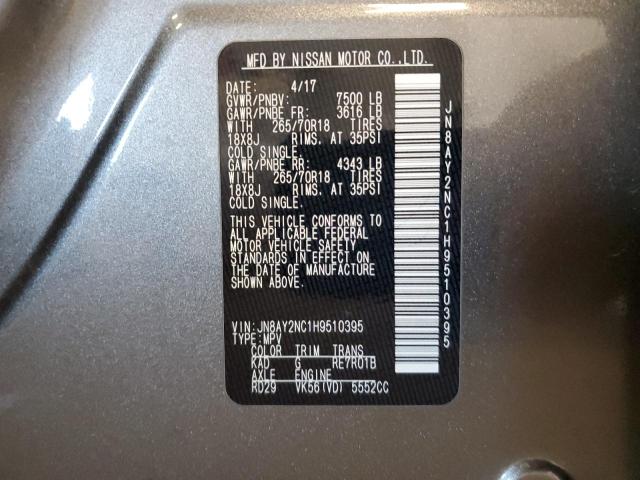 MFD BY NISSAN MOTOR CO.,LTD.
DATE: 4/17
GVWR/PNBV: 7500 LB
GAWR/PNBE FR: 3616 LB
WITH 265/70R18 TIRES
18X8J RIMS. AT 35PSI
COLD SINGLE.
GAWR/PNBE RR: 4343 LB
WITH 265/70R18 TIRES
18X8J RIMS. AT 35PSI
COLD SINGLE.
THIS VEHICLE CONFORMS TO
ALL APPLICABLE FEDERAL
MOTOR VEHICLE SAFETY
STANDARDS IN EFFECT ON
THE DATE OF MANUFACTURE
SHOWN ABOVE.
VIN: JN8AY2NC1H9510395
TYPE: MPV
COLOR TRIM TRANS
KAD G RE7R01B
AXLE ENGINE
RD29 VK56(VD) 5552CC
JN8AY2NC1H9510395